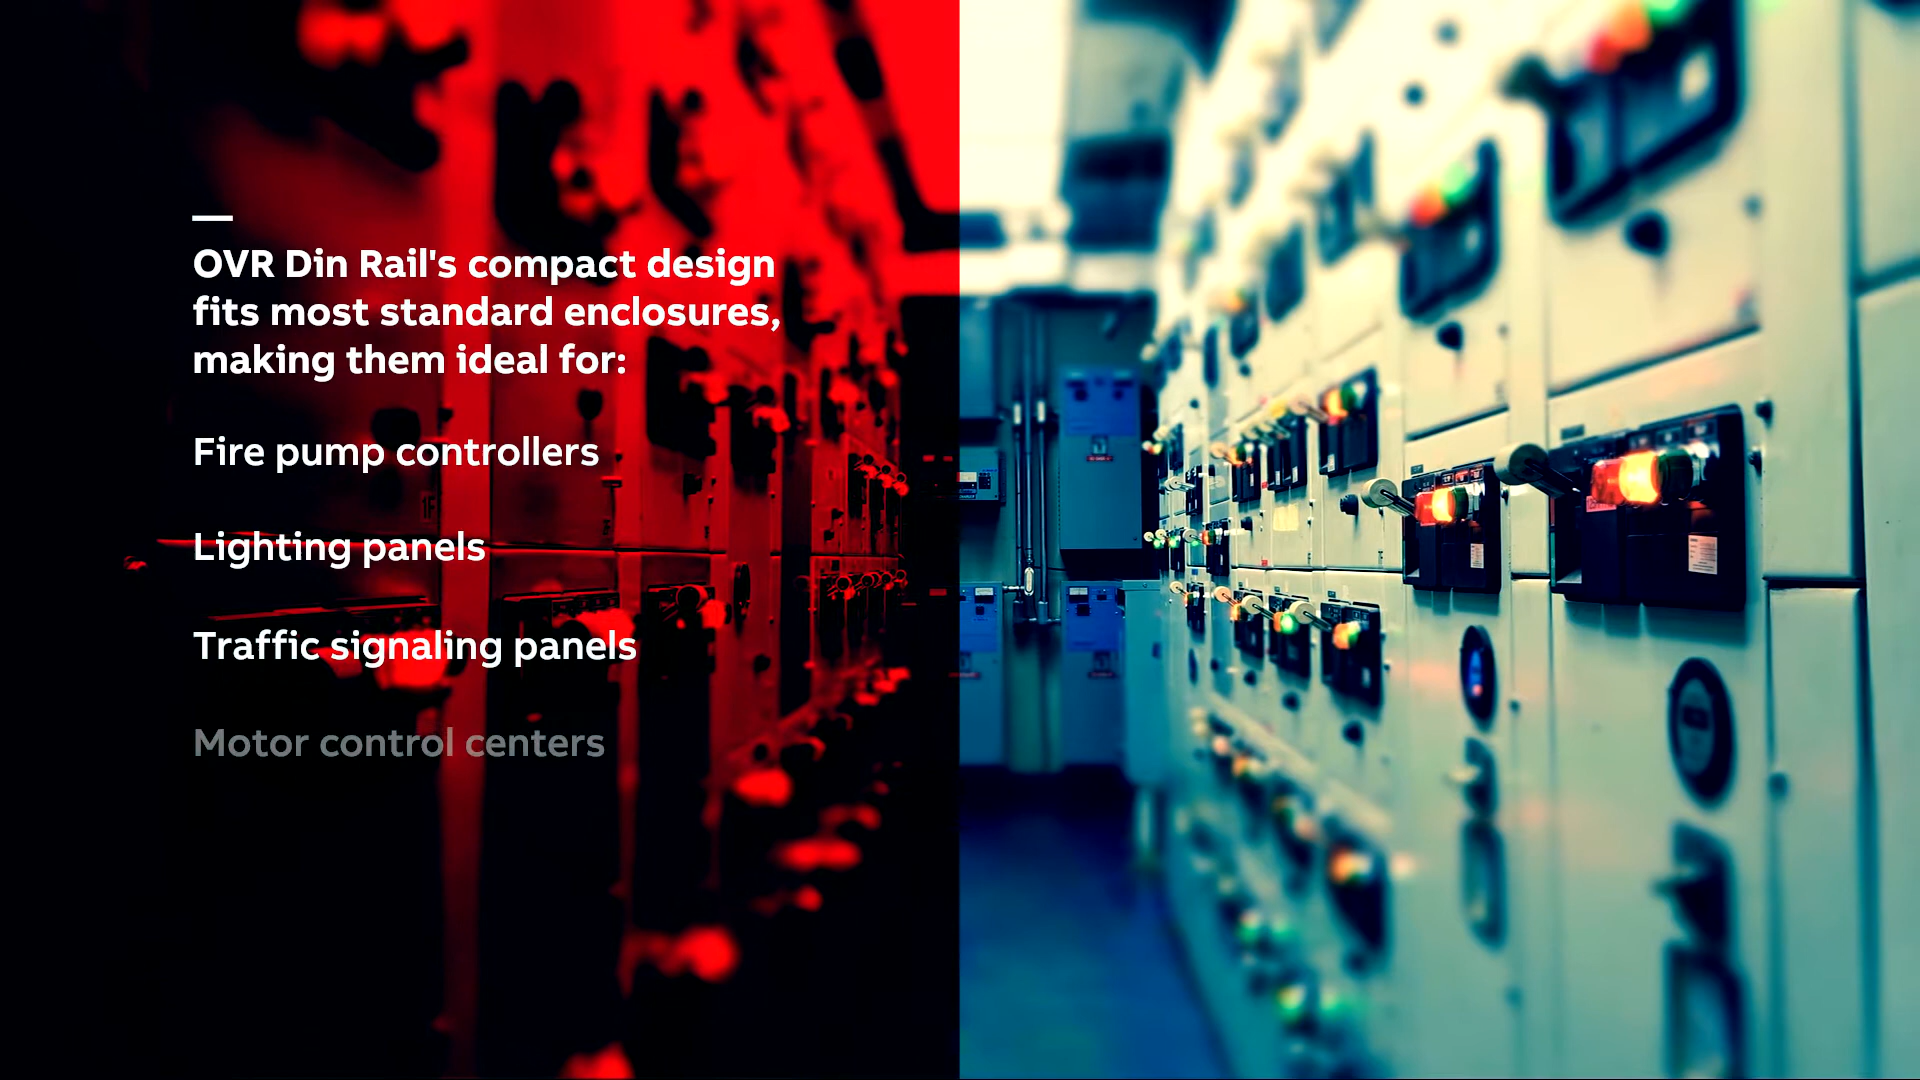 OVR Din Rail's compact design
fits most standard enclosures,
making them ideal for:
Fire pump controllers
Lighting panels
Traffic signaling panels
Motor control centers